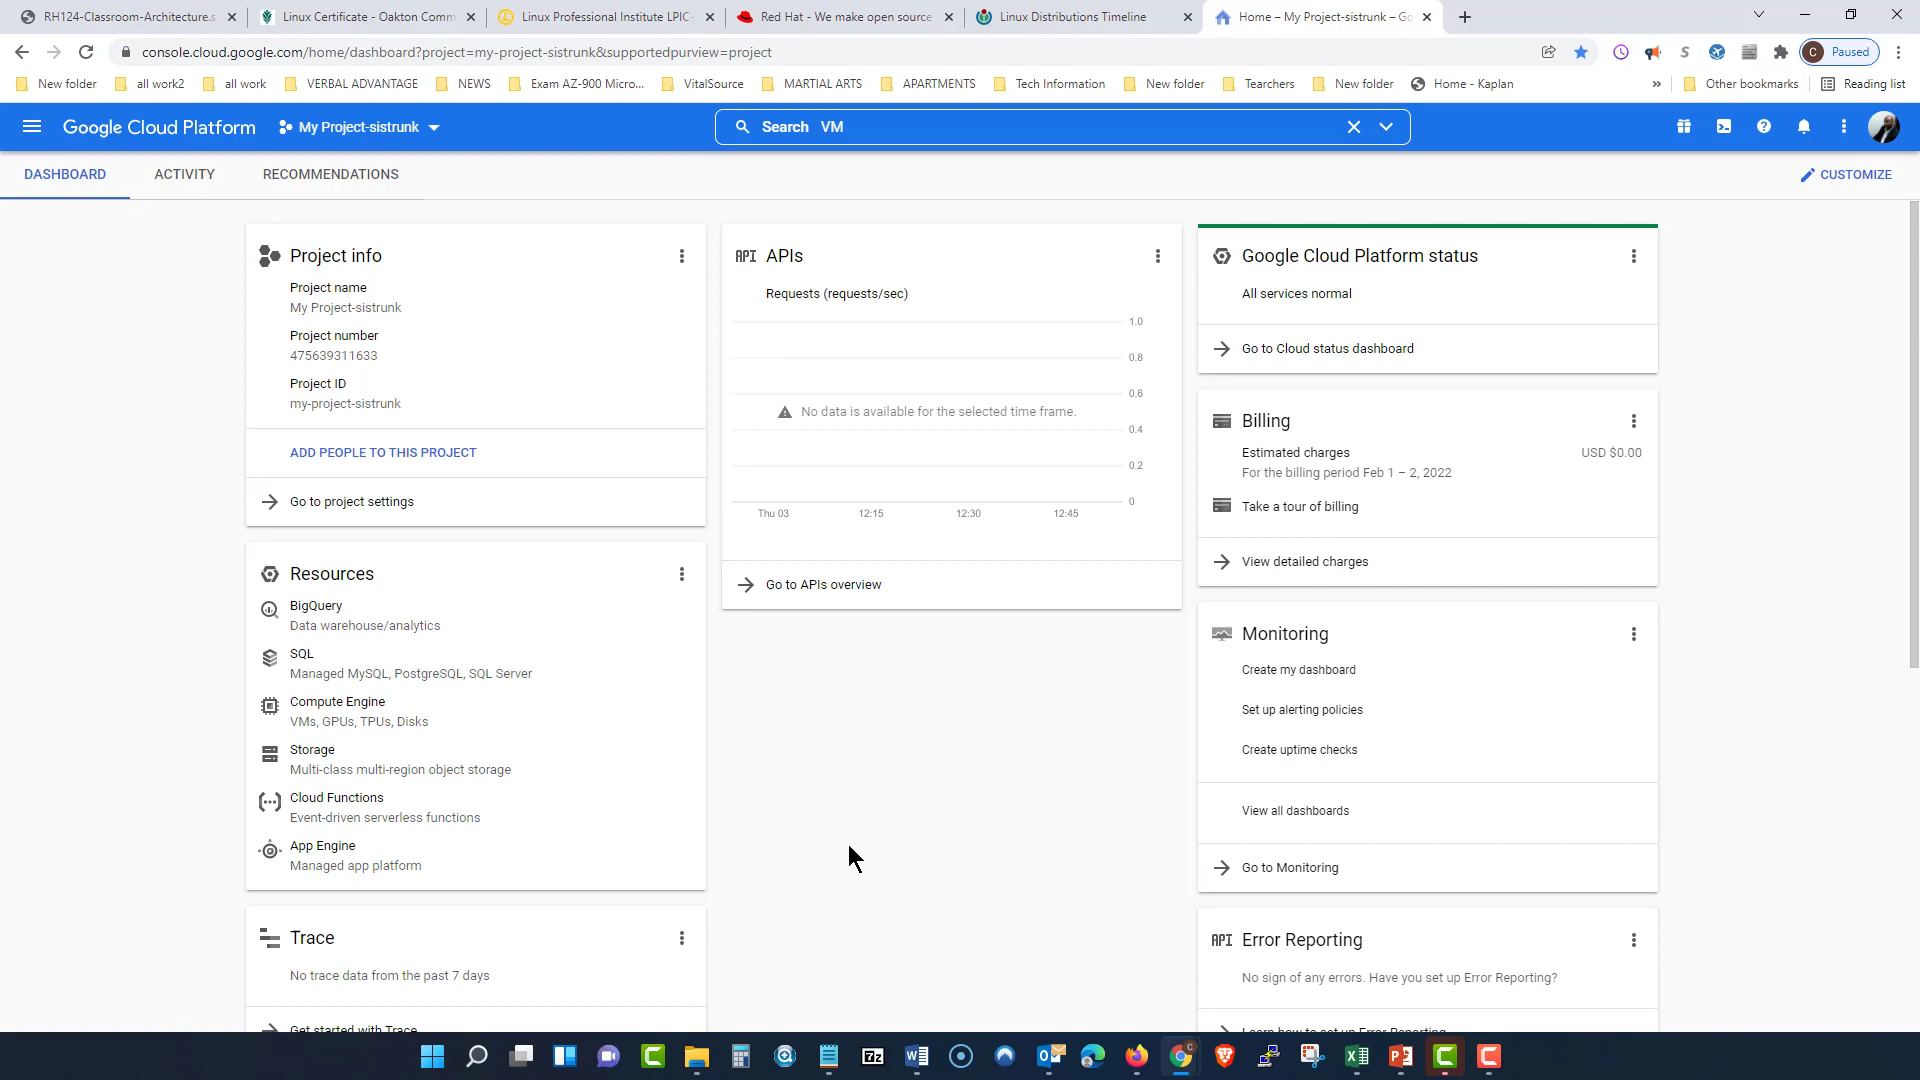 RH124-Classroom-Architecture.s
Linux Certificate - Oakton Comm
Linux Professional Institute LPIC-
Red Hat - We make open source
Linux Distributions Timeline
Home – My Project-sistrunk – Go
console.cloud.google.com/home/dashboard?project=my-project-sistrunk&supportedpurview=project
S
C Paused
New folder
all work2
all work
VERBAL ADVANTAGE
NEWS
Exam AZ-900 Micro...
VitalSource
MARTIAL ARTS
APARTMENTS
Tech Information
New folder
Tearchers
New folder
Home - Kaplan
»
Other bookmarks
Reading list
Google Cloud Platform
My Project-sistrunk
Search VM
DASHBOARD
ACTIVITY
RECOMMENDATIONS
CUSTOMIZE
Project info
Project name
My Project-sistrunk
Project number
475639311633
Project ID
my-project-sistrunk
ADD PEOPLE TO THIS PROJECT
Go to project settings
Resources
BigQuery
Data warehouse/analytics
SQL
Managed MySQL, PostgreSQL, SQL Server
Compute Engine
VMs, GPUs, TPUs, Disks
Storage
Multi-class multi-region object storage
Cloud Functions
Event-driven serverless functions
App Engine
Managed app platform
Trace
No trace data from the past 7 days
Get started with Trace
API APIs
Requests (requests/sec)
1.0
0.8
0.6
No data is available for the selected time frame.
0.4
0.2
0
Thu 03 12:15 12:30 12:45
Go to APIs overview
Google Cloud Platform status
All services normal
Go to Cloud status dashboard
Billing
Estimated charges USD $0.00
For the billing period Feb 1 – 2, 2022
Take a tour of billing
View detailed charges
Monitoring
Create my dashboard
Set up alerting policies
Create uptime checks
View all dashboards
Go to Monitoring
API Error Reporting
No sign of any errors. Have you set up Error Reporting?
Learn how to set up Error Reporting